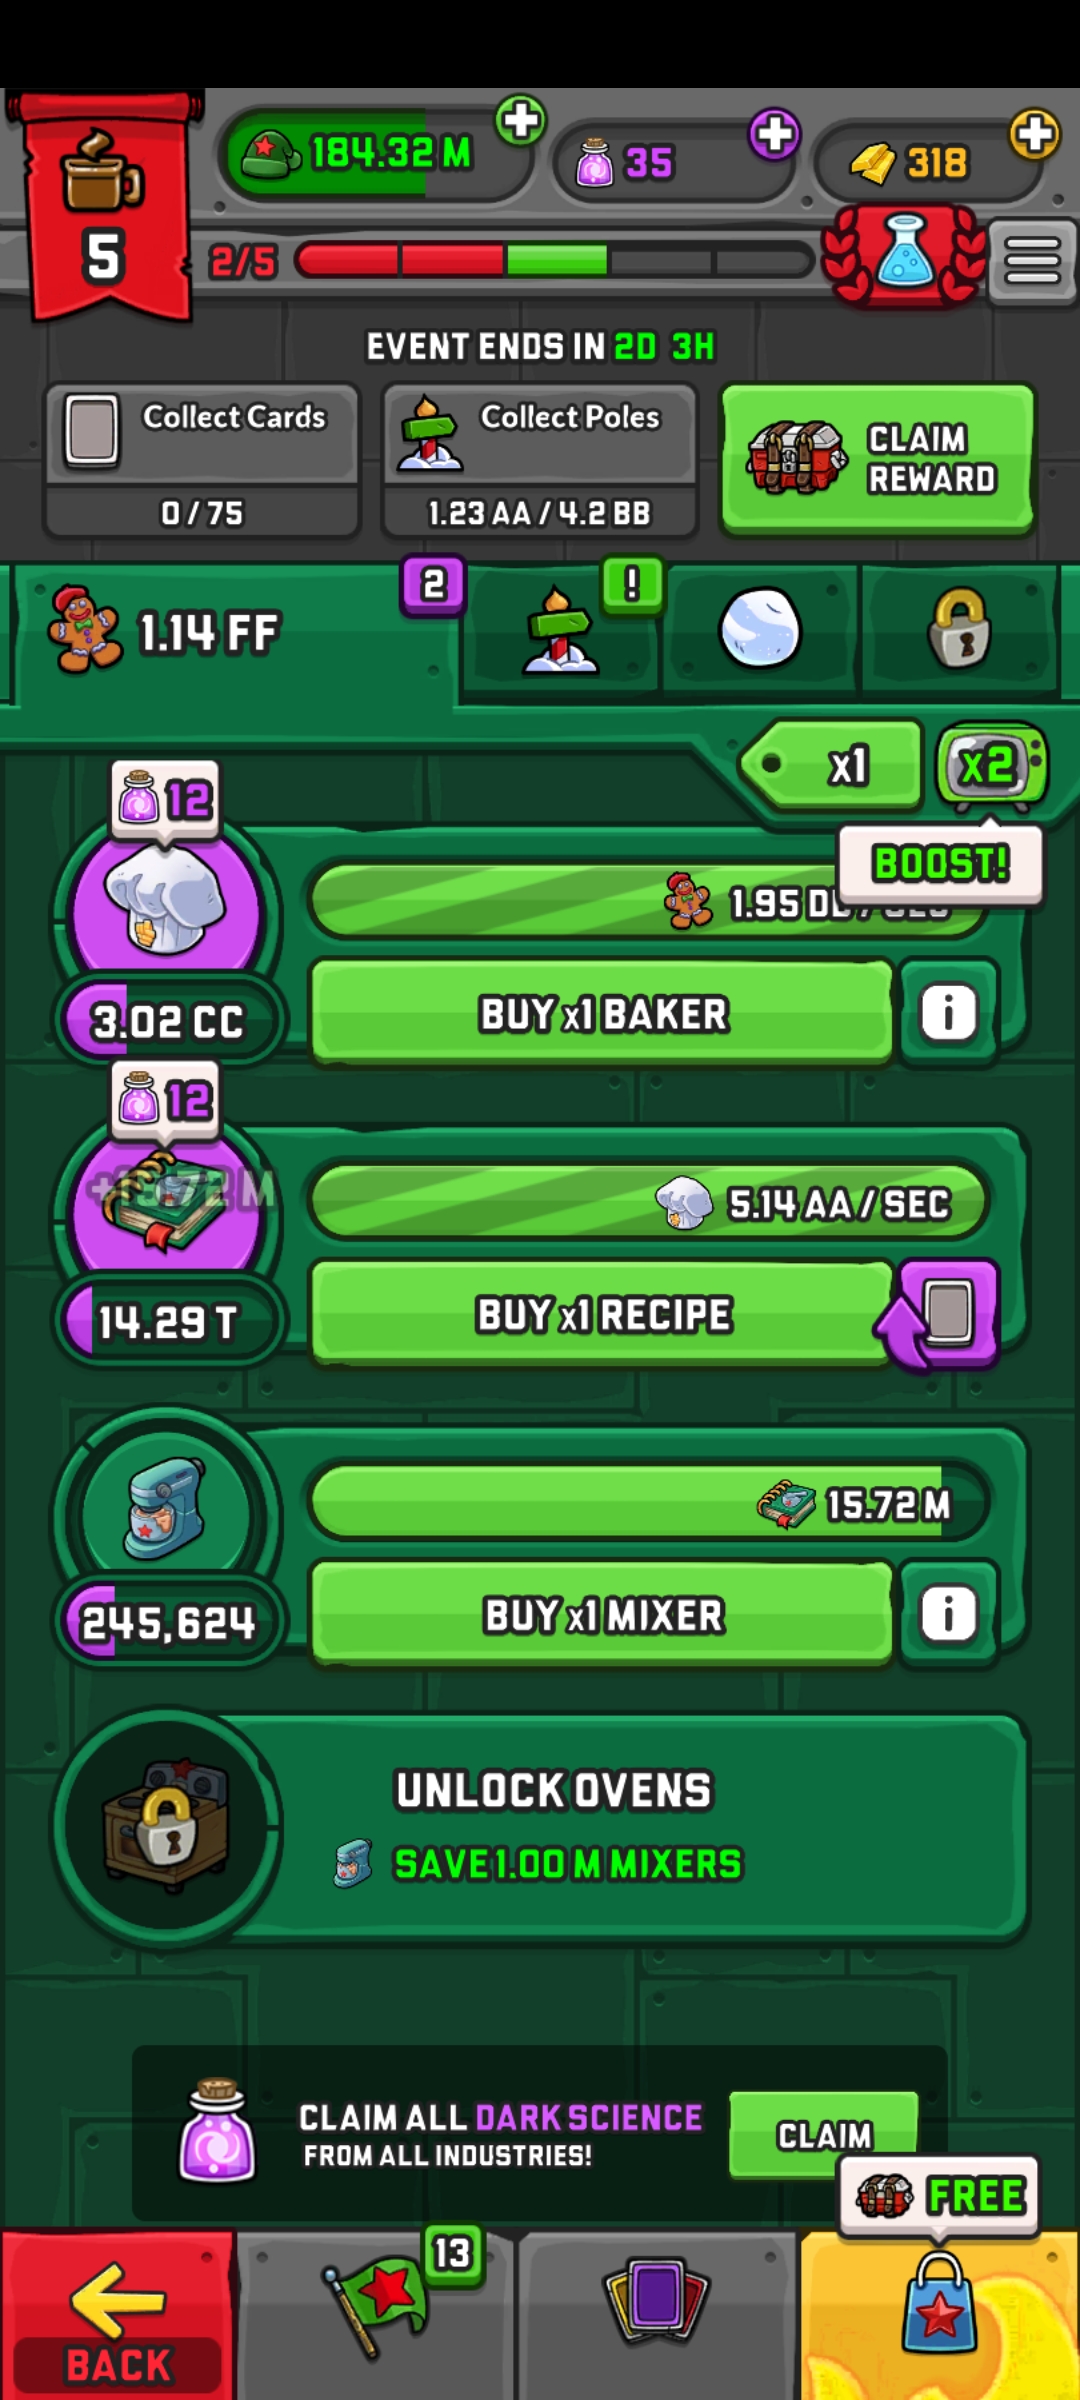 184.32 M
35
318
5
2/5
EVENT ENDS IN 2D 3H
Collect Cards
0 / 75
Collect Poles
1.23 AA / 4.2 BB
CLAIM
REWARD
1.14 FF
2
!
x1
x2
BOOST!
12
1.95
3.02 CC
BUY x1 BAKER
i
12
5.14 AA / SEC
14.29 T
BUY x1 RECIPE
15.72 M
245,624
BUY x1 MIXER
i
UNLOCK OVENS
SAVE 1.00 M MIXERS
CLAIM ALL DARK SCIENCE
FROM ALL INDUSTRIES!
CLAIM
FREE
13
BACK